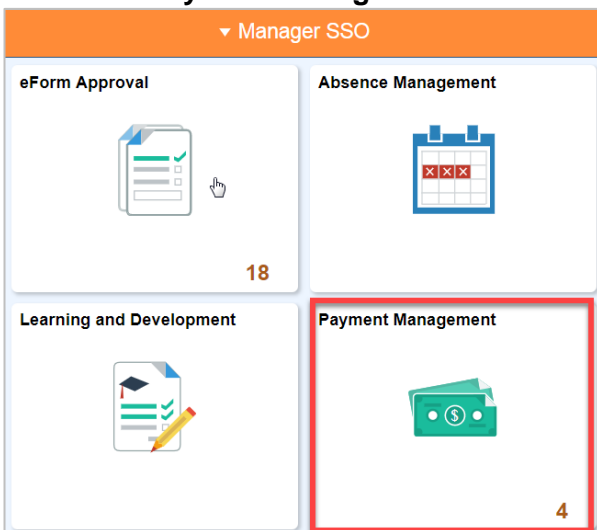 ▾ Manager SSO
eForm Approval
Absence Management
X X X
18
Learning and Development
Payment Management
$
4